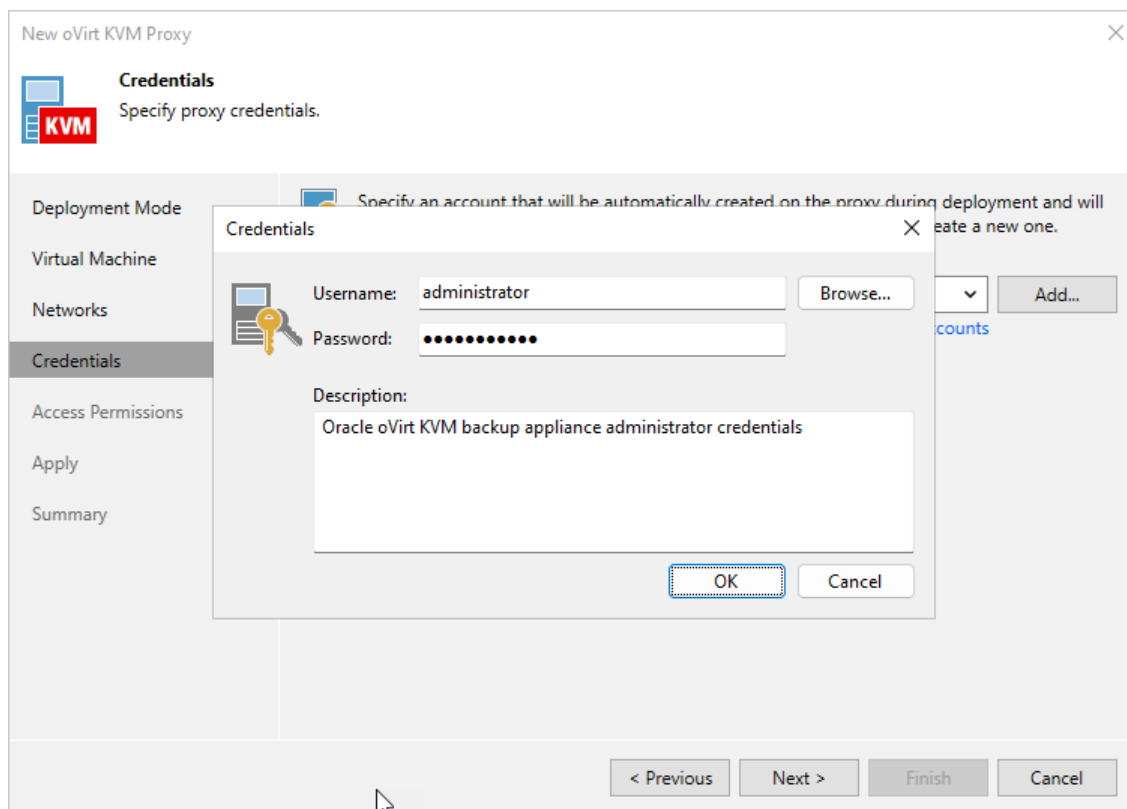 New oVirt KVM Proxy
Credentials
Specify proxy credentials.
KVM
Deployment Mode
Virtual Machine
Networks
Credentials
Access Permissions
Apply
Summary
Specify an account that will be automatically created on the proxy during deployment and will
create a new one.
Add...
counts
Credentials
Username:
administrator
Browse...
Password:
●●●●●●●●●●●
Description:
Oracle oVirt KVM backup appliance administrator credentials
OK
Cancel
< Previous
Next >
Finish
Cancel